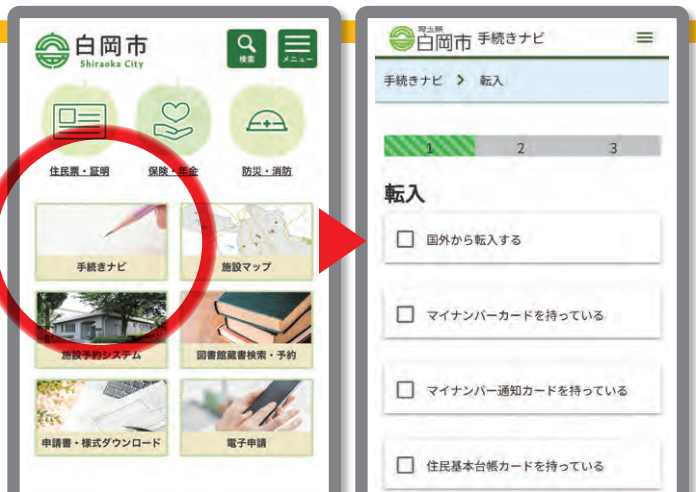 白岡市
Shiraoka City
検索
メニュー
住民票・証明
保険・年金
防災・消防
手続きナビ
施設マップ
施設予約システム
図書館蔵書検索・予約
申請書・様式ダウンロード
電子申請
埼玉県
白岡市 手続きナビ
手続きナビ > 転入
1 2 3
転入
国外から転入する
マイナンバーカードを持っている
マイナンバー通知カードを持っている
住民基本台帳カードを持っている